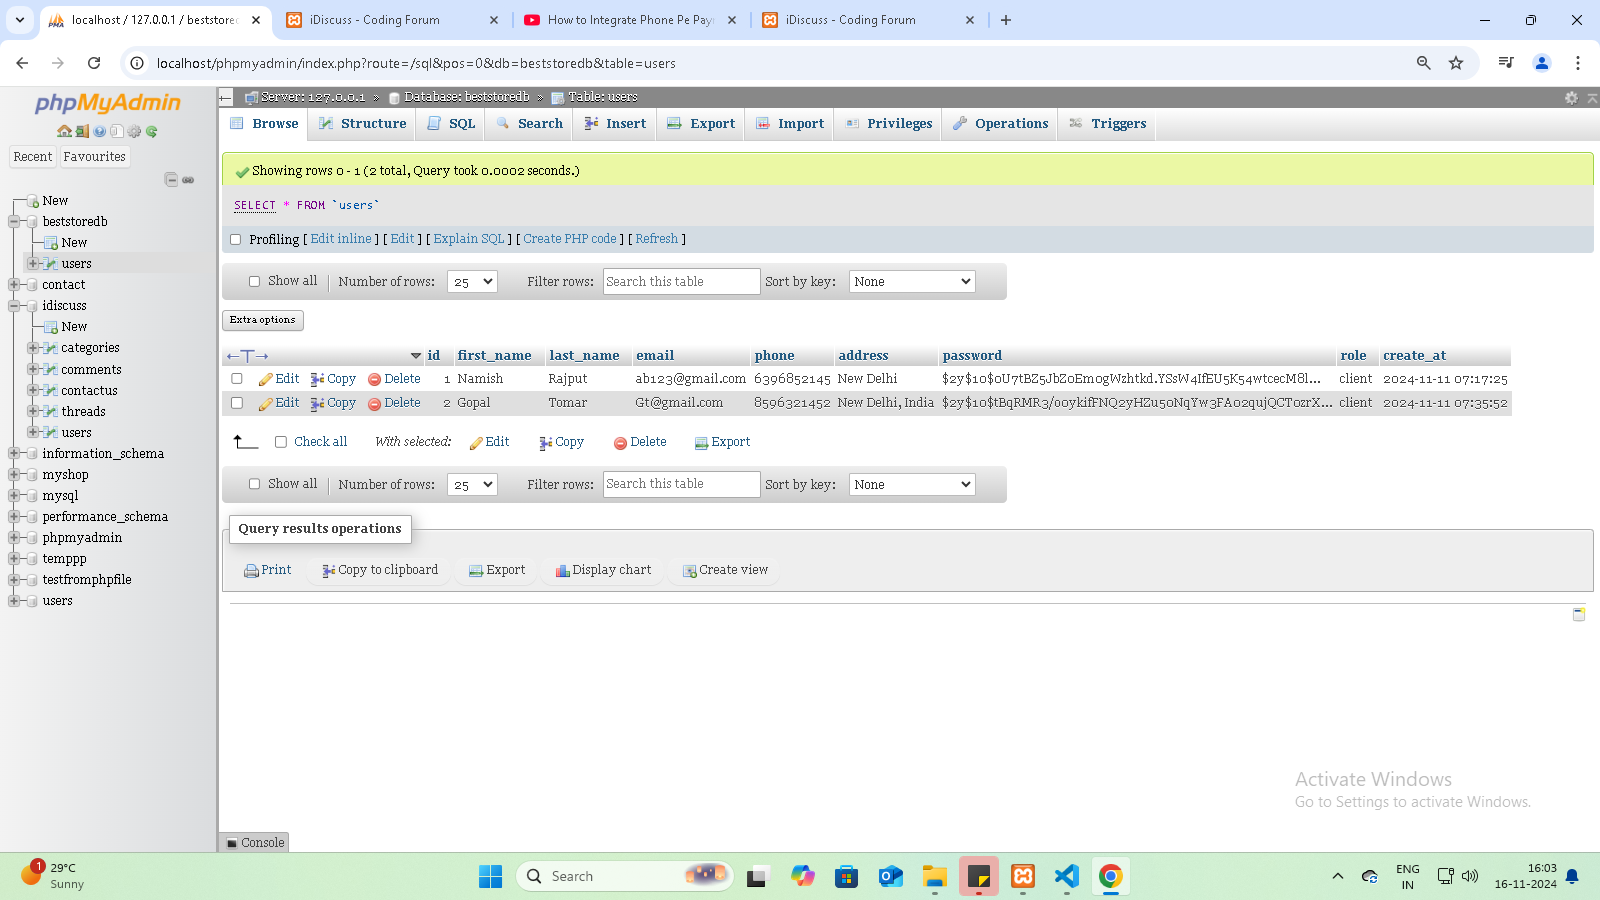 localhost / 127.0.0.1 / beststored
iDiscuss - Coding Forum
How to Integrate Phone Pe Pay
iDiscuss - Coding Forum
localhost/phpmyadmin/index.php?route=/sql&pos=0&db=beststoredb&table=users
phpMyAdmin
Recent Favourites
New
beststoredb
New
users
contact
idiscuss
New
categories
comments
contactus
threads
users
information_schema
myshop
mysql
performance_schema
phpmyadmin
temppp
testfromphpfile
users
Server: 127.0.0.1 » Database: beststoredb » Table: users
Browse Structure SQL Search Insert Export Import Privileges Operations Triggers
Showing rows 0 - 1 (2 total, Query took 0.0002 seconds.)
SELECT * FROM `users`
Profiling [ Edit inline ] [ Edit ] [ Explain SQL ] [ Create PHP code ] [ Refresh ]
Show all Number of rows: 25 Filter rows: Search this table Sort by key: None
Extra options
←T→ id first_name last_name email phone address password role create_at
Edit Copy Delete 1 Namish Rajput ab123@gmail.com 6396852145 New Delhi client 2024-11-11 07:17:25
Edit Copy Delete 2 Gopal Tomar Gt@gmail.com 8596321452 New Delhi, India client 2024-11-11 07:35:52
Check all With selected: Edit Copy Delete Export
Show all Number of rows: 25 Filter rows: Search this table Sort by key: None
Query results operations
Print Copy to clipboard Export Display chart Create view
Activate Windows
Go to Settings to activate Windows.
Console
1
29°C
Sunny
Search
ENG
IN
16:03
16-11-2024